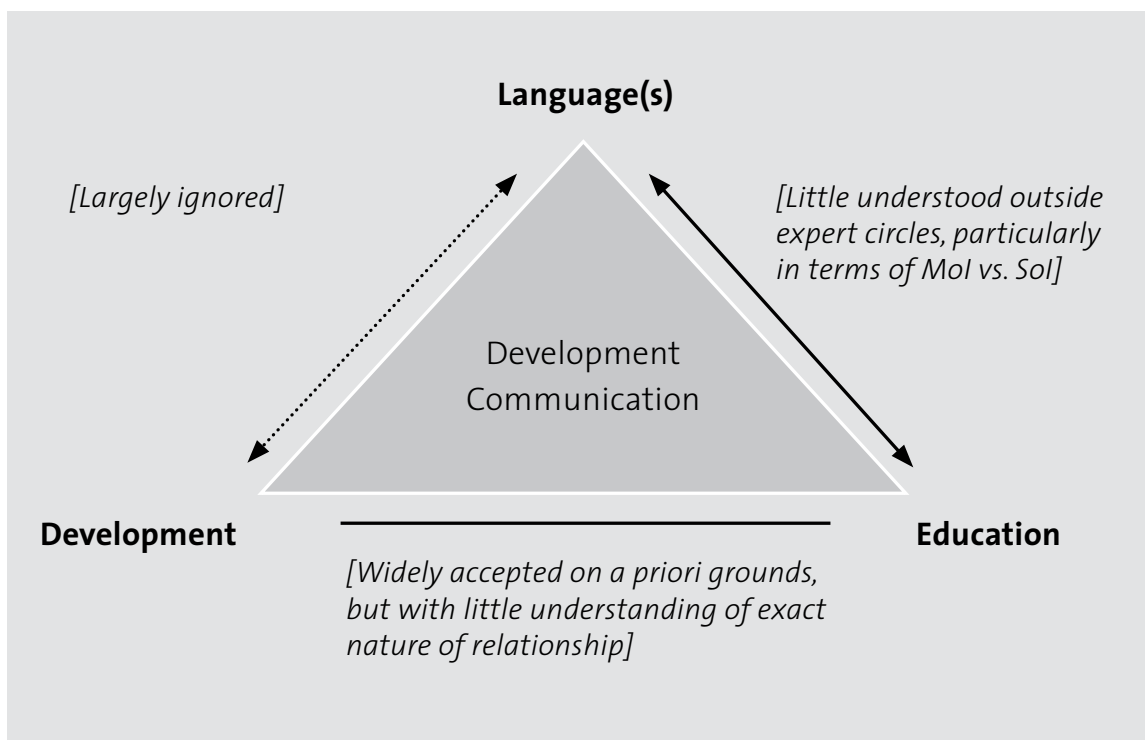 Language(s)
[Largely ignored]
[Little understood outside
expert circles, particularly
in terms of MoI vs. SoI]
Development
Communication
Development
Education
[Widely accepted on a priori grounds,
but with little understanding of exact
nature of relationship]